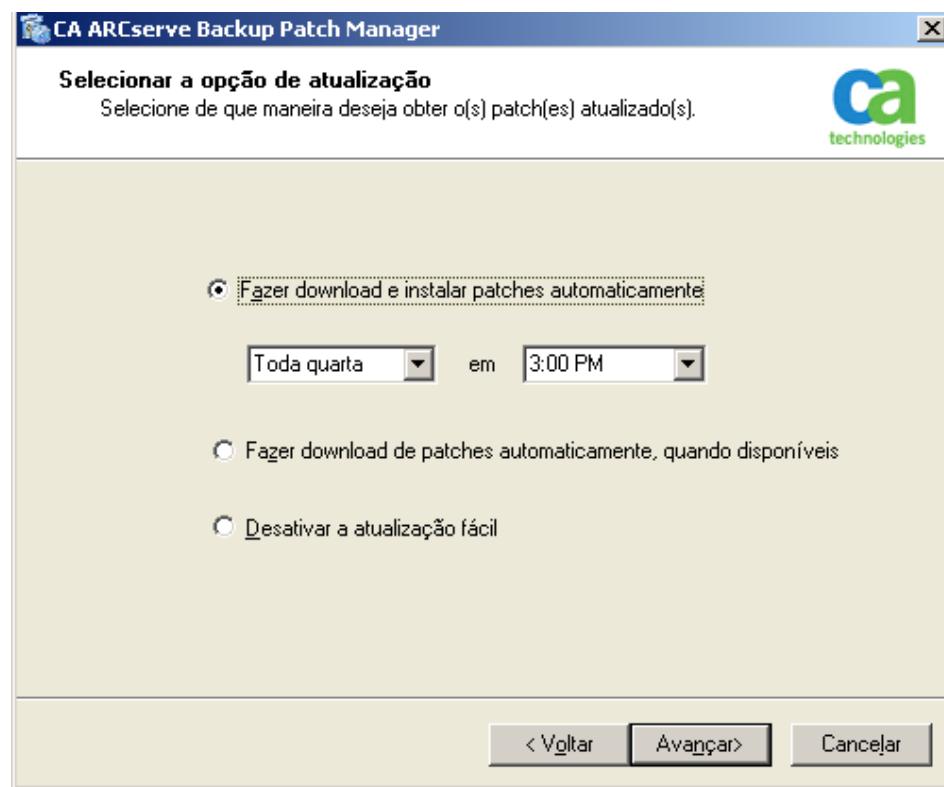 CA ARCserve Backup Patch Manager
Selecionar a opção de atualização
Selecione de que maneira deseja obter o(s) patch(es) atualizado(s).
ca
technologies
Fazer download e instalar patches automaticamente
Toda quarta em 3:00 PM
Fazer download de patches automaticamente, quando disponíveis
Desativar a atualização fácil
< Voltar Avançar> Cancelar